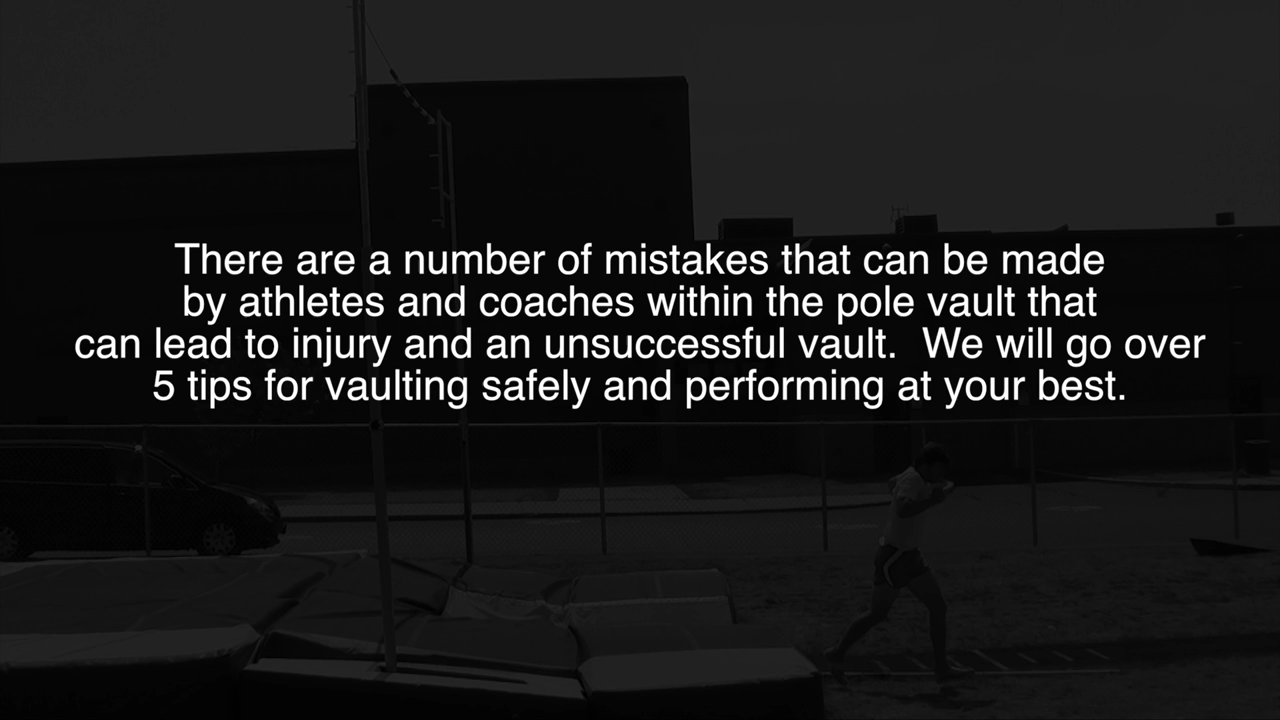 There are a number of mistakes that can be made
by athletes and coaches within the pole vault that
can lead to injury and an unsuccessful vault.  We will go over
5 tips for vaulting safely and performing at your best.